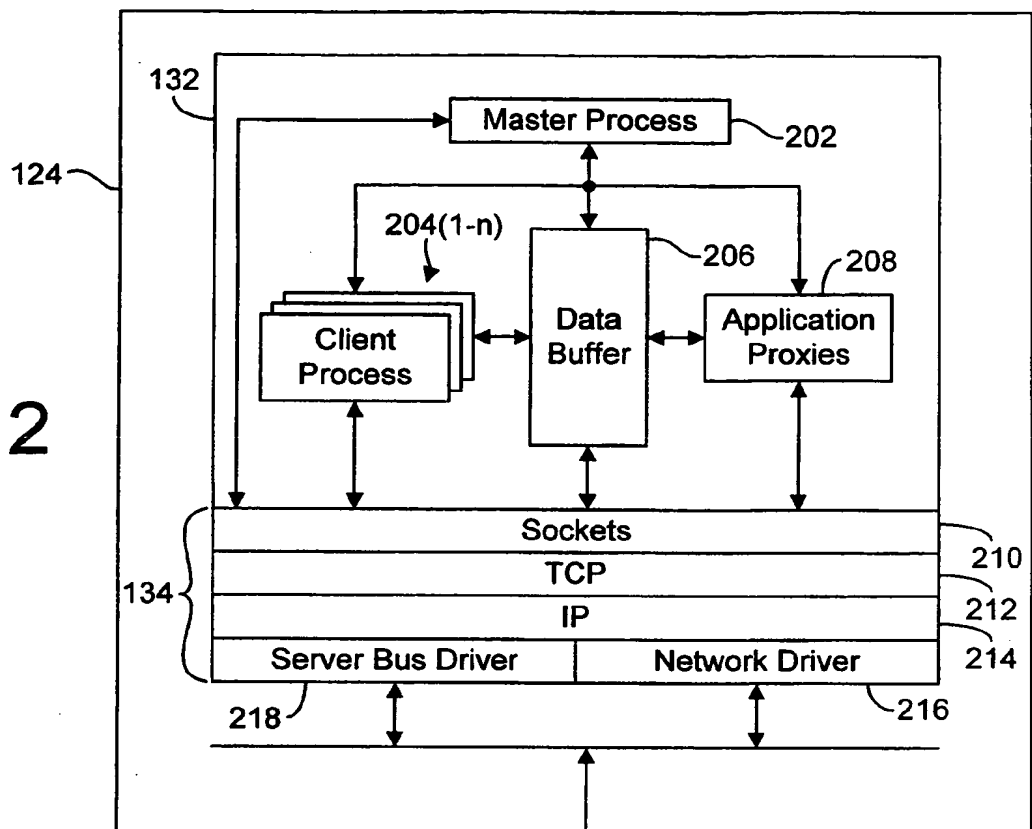 132
Master Process
202
124
204(1-n)
206
208
Client
Process
Data
Buffer
Application
Proxies
2
Sockets
210
TCP
212
134
IP
214
Server Bus Driver
Network Driver
218
216